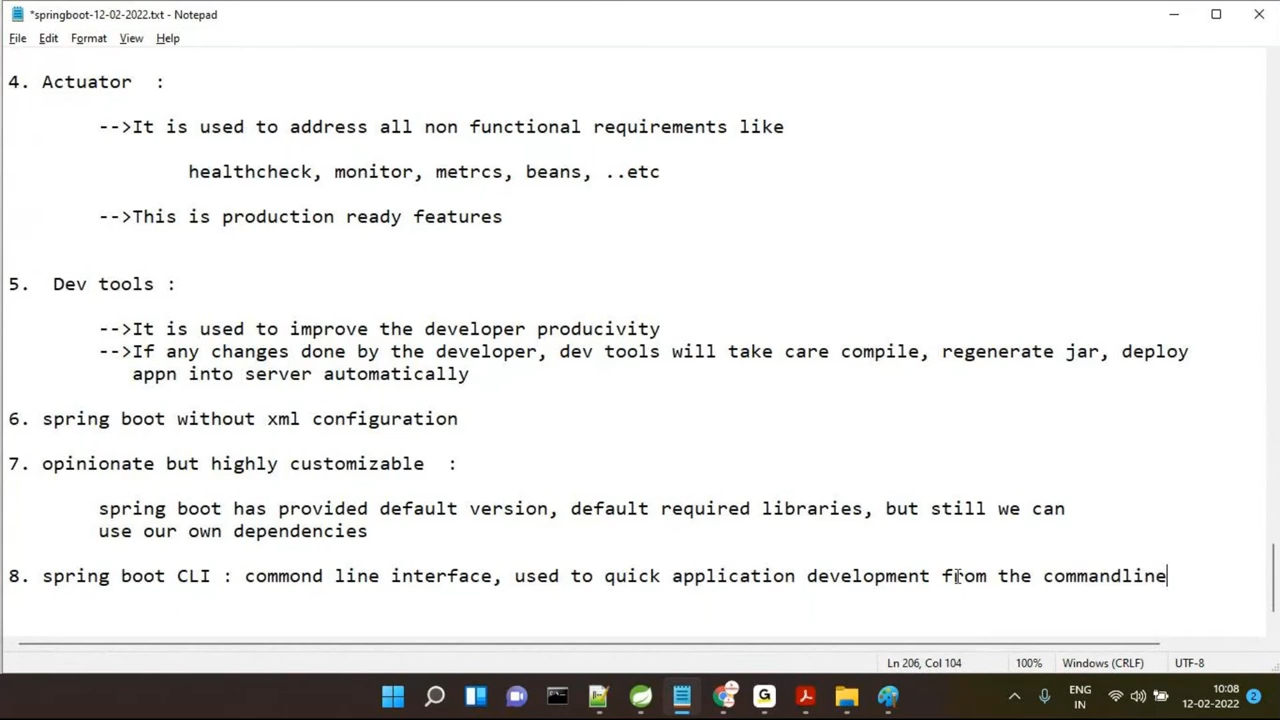 *springboot-12-02-2022.txt - Notepad
File Edit Format View Help
4. Actuator :
-->It is used to address all non functional requirements like
healthcheck, monitor, metrcs, beans, ..etc
-->This is production ready features
5. Dev tools :
-->It is used to improve the developer producivity
-->If any changes done by the developer, dev tools will take care compile, regenerate jar, deploy
appn into server automatically
6. spring boot without xml configuration
7. opinionate but highly customizable :
spring boot has provided default version, default required libraries, but still we can
use our own dependencies
8. spring boot CLI : commond line interface, used to quick application development from the commandline
Ln 206, Col 104 100% Windows (CRLF) UTF-8
ENG 10:08
IN 12-02-2022 2
G